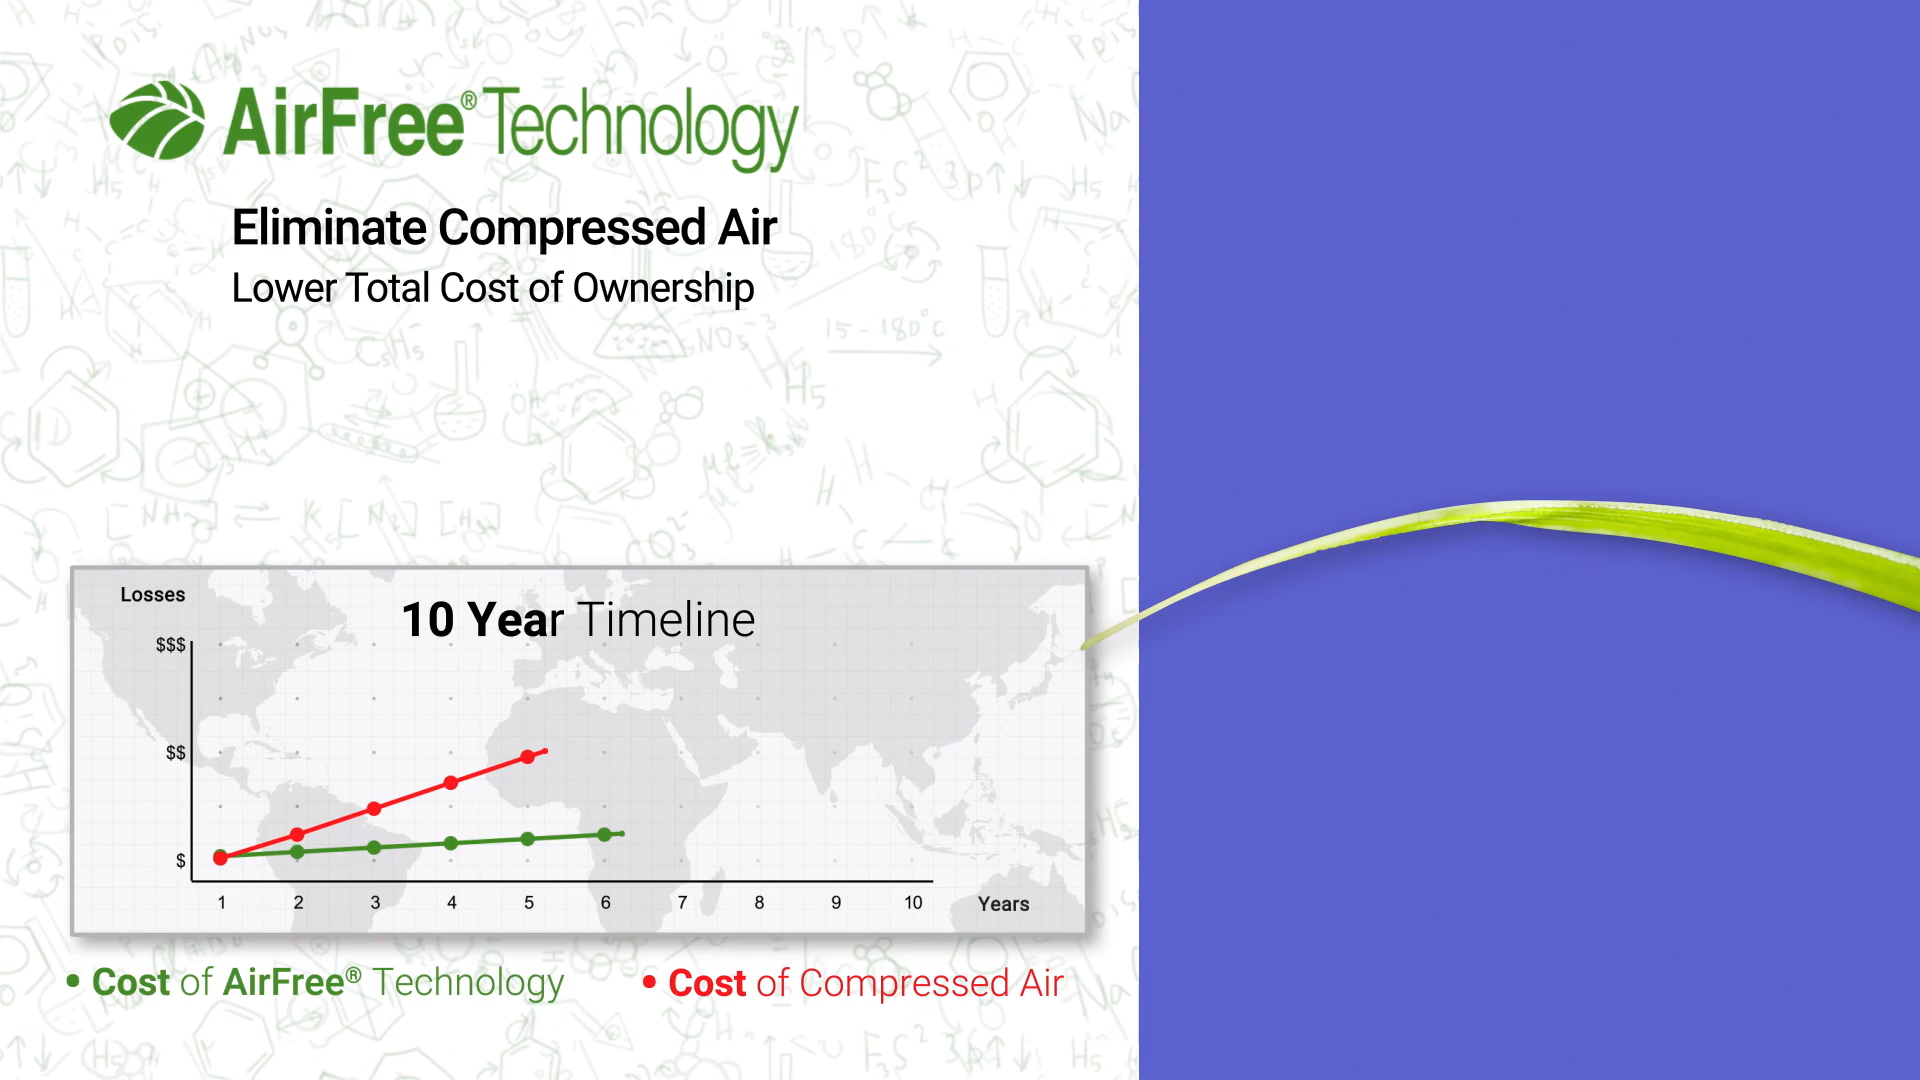 AirFree® Technology
Eliminate Compressed Air
Lower Total Cost of Ownership
Losses
10 Year Timeline
$$$
$$
$
1 2 3 4 5 6 7 8 9 10 Years
• Cost of AirFree® Technology
• Cost of Compressed Air